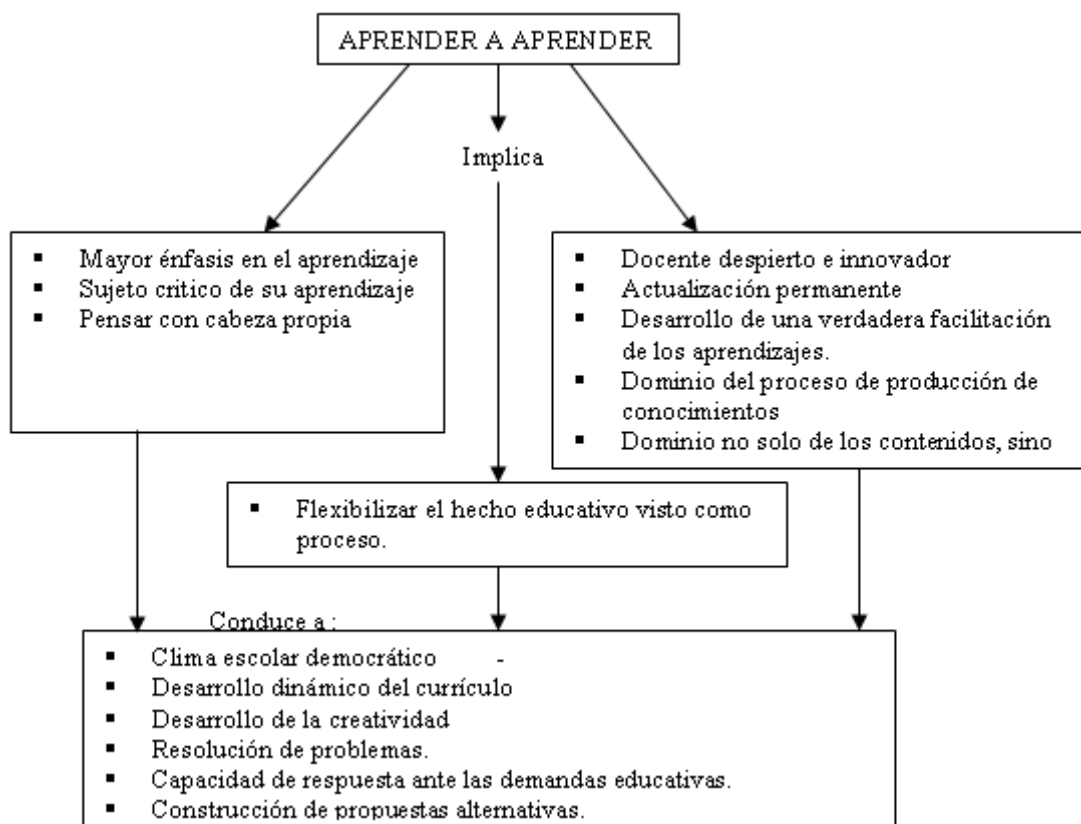 APRENDER A APRENDER
Implica
▪ Mayor énfasis en el aprendizaje
▪ Sujeto critico de su aprendizaje
▪ Pensar con cabeza propia
▪ Docente despierto e innovador
▪ Actualización permanente
▪ Desarrollo de una verdadera facilitación
de los aprendizajes.
▪ Dominio del proceso de producción de
conocimientos
▪ Dominio no solo de los contenidos, sino
▪ Flexibilizar el hecho educativo visto como
proceso.
Conduce a :
▪ Clima escolar democrático -
▪ Desarrollo dinámico del currículo
▪ Desarrollo de la creatividad
▪ Resolución de problemas.
▪ Capacidad de respuesta ante las demandas educativas.
▪ Construcción de propuestas alternativas.